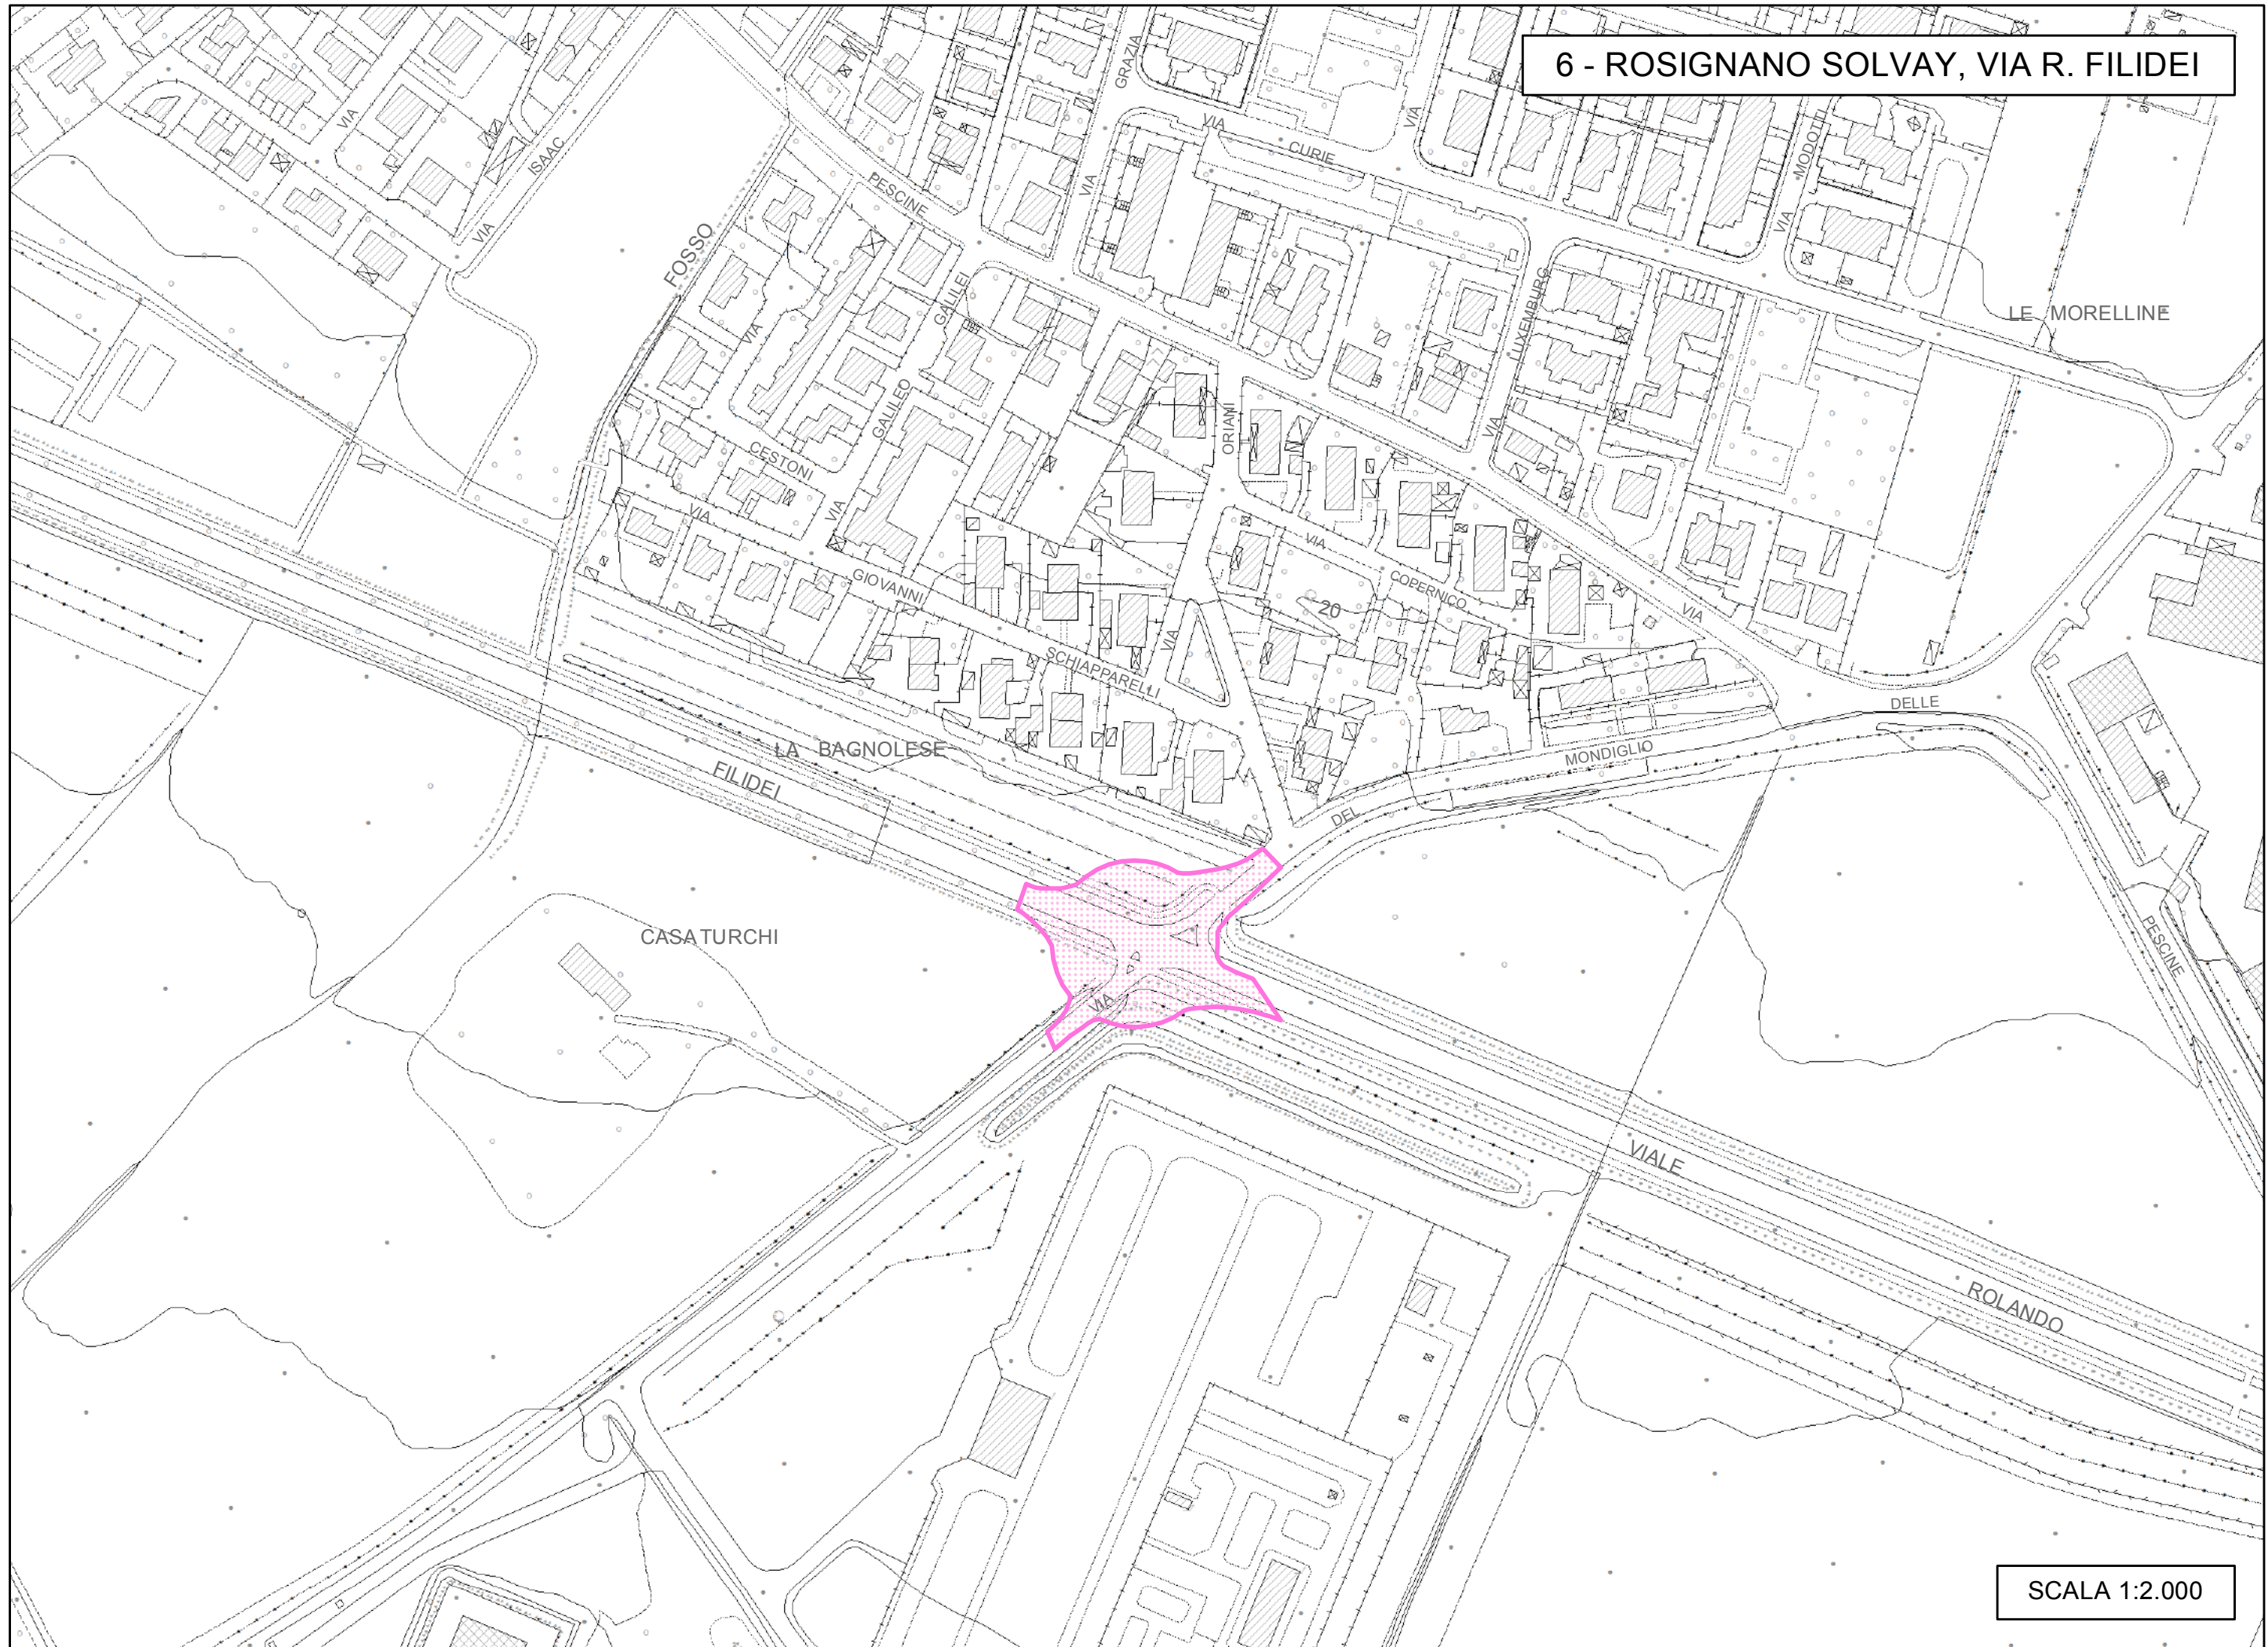 6 - ROSIGNANO SOLVAY, VIA R. FILIDEI
GRAZIA
VIA
VIA
CURIE
VIA
ISAAC
VIA
MODOTTI
VIA
PESCINE
VIA
VIA
FOSSO
GALILEI
LUXEMBURG
LE MORELLINE
VIA
GALILEO
ORIANI
VIA
CESTONI
VIA
VIA
VIA
GIOVANNI
COPERNICO
20
VIA
VIA
SCHIAPPARELLI
DELLE
LA BAGNOLESE
MONDIGLIO
FILIDEI
DEL
CASA TURCHI
PESCINE
VIA
VIALE
ROLANDO
SCALA 1:2.000